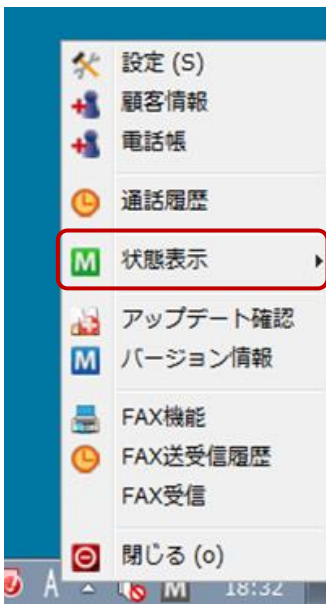 設定 (S)
顧客情報
電話帳
通話履歴
M 状態表示
アップデート確認
M バージョン情報
FAX機能
FAX送受信履歴
FAX受信
閉じる (o)
A M 18:32